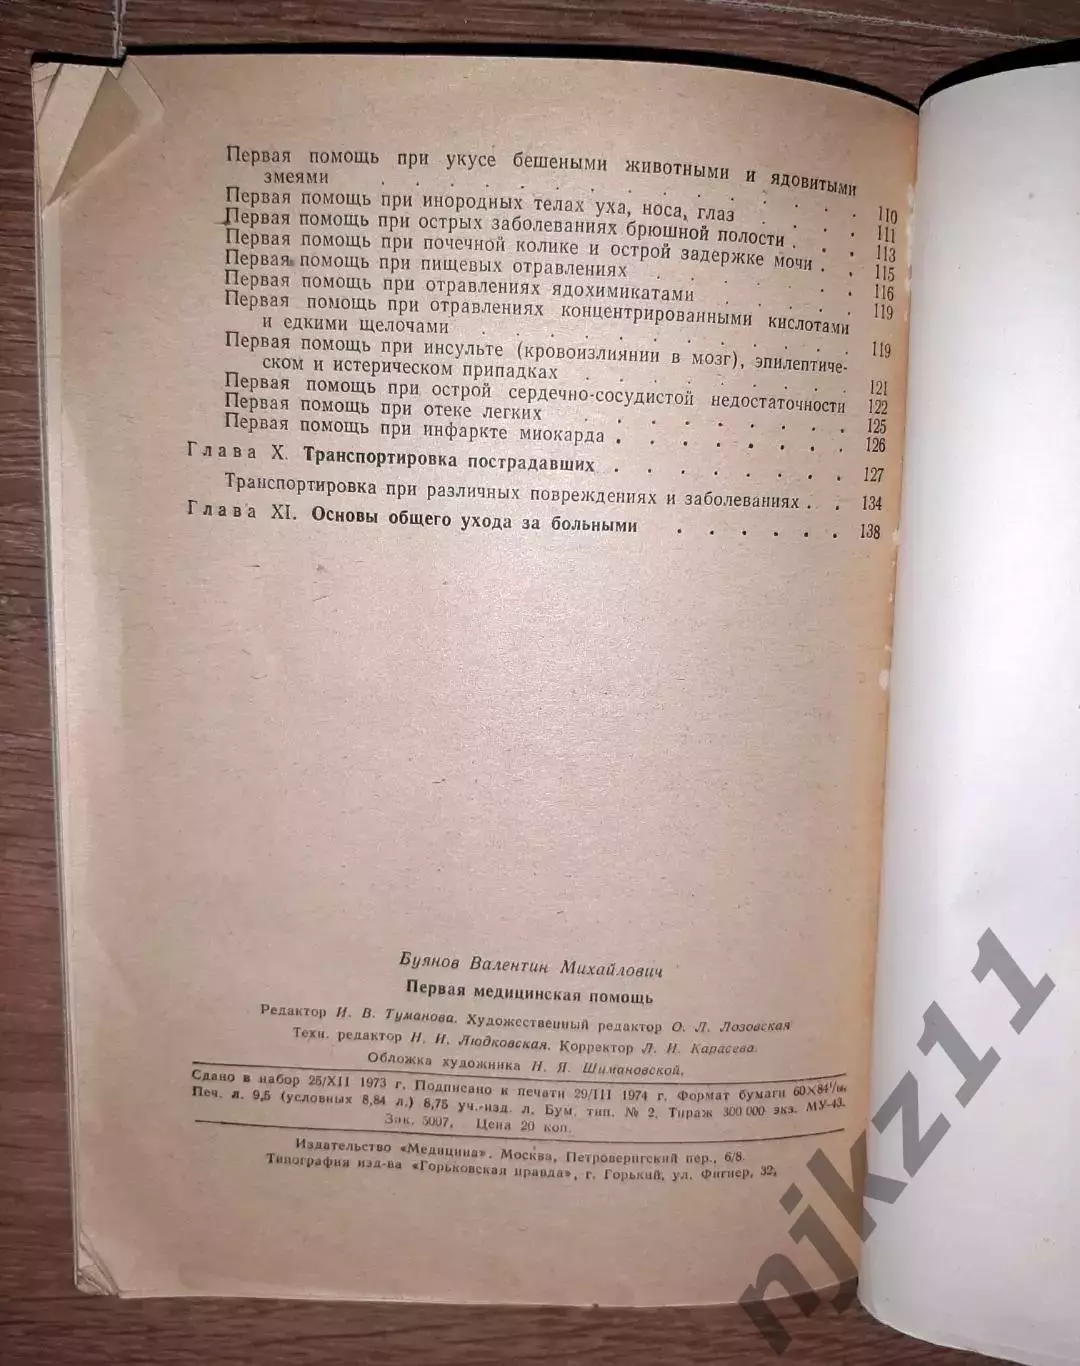 Первая помощь при укусе бешеными животными и ядовитыми
змеями . . . . . . . . . . . . . . 110
Первая помощь при инородных телах уха, носа, глаз . . . . 111
Первая помощь при острых заболеваниях брюшной полости . . . 113
Первая помощь при почечной колике и острой задержке мочи . . 115
Первая помощь при пищевых отравлениях . . . . . . . 116
Первая помощь при отравлениях ядохимикатами . . . . . 119
Первая помощь при отравлениях концентрированными кислотами
и едкими щелочами . . . . . . . . . . . . 119
Первая помощь при инсульте (кровоизлиянии в мозг), эпилептиче-
ском и истерическом припадках . . . . . . . . . 121
Первая помощь при острой сердечно-сосудистой недостаточности 122
Первая помощь при отеке легких . . . . . . . . 125
Первая помощь при инфаркте миокарда . . . . . . . 126
Глава X. Транспортировка пострадавших . . . . . . . . 127
Транспортировка при различных повреждениях и заболеваниях . . 134
Глава XI. Основы общего ухода за больными . . . . . . 138
Буянов Валентин Михайлович
Первая медицинская помощь
Редактор И. В. Туманова. Художественный редактор О. Л. Лозовская
Техн. редактор Н. И. Людковская. Корректор Л. И. Карасева.
Обложка художника Н. Я. Шимановской.
Сдано в набор 25/XII 1973 г. Подписано к печати 29/III 1974 г. Формат бумаги 60×84¹/₁₆.
Печ. л. 9,5 (условных 8,84 л.) 8,75 уч.-изд. л. Бум. тип. № 2. Тираж 300 000 экз. МУ-43.
Зак. 5007. Цена 20 коп.
Издательство «Медицина». Москва, Петроверигский пер., 6/8.
Типография изд-ва «Горьковская правда», г. Горький, ул. Фигнер, 32.
njkz11